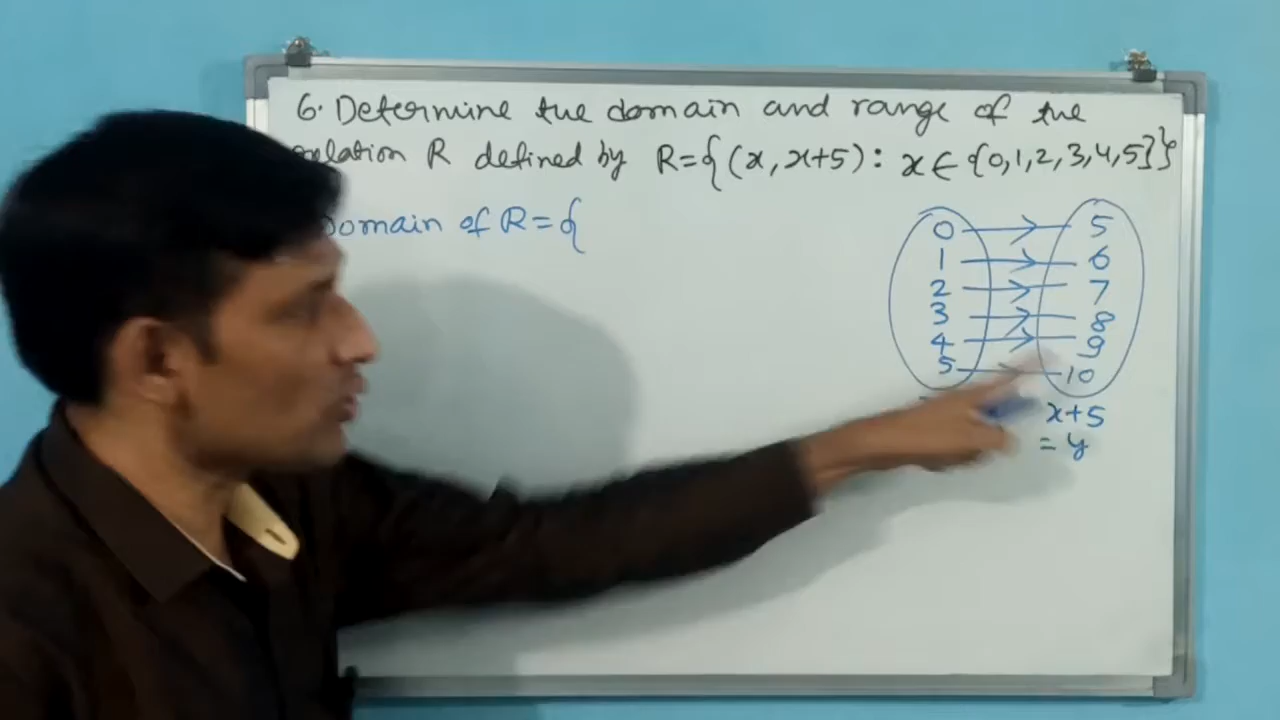 6. Determine the domain and range of the
relation R defined by R={(x, x+5): x∈{0,1,2,3,4,5}}
Domain of R={
0 5
1 6
2 7
3 8
4 9
5 10
x+5
= y